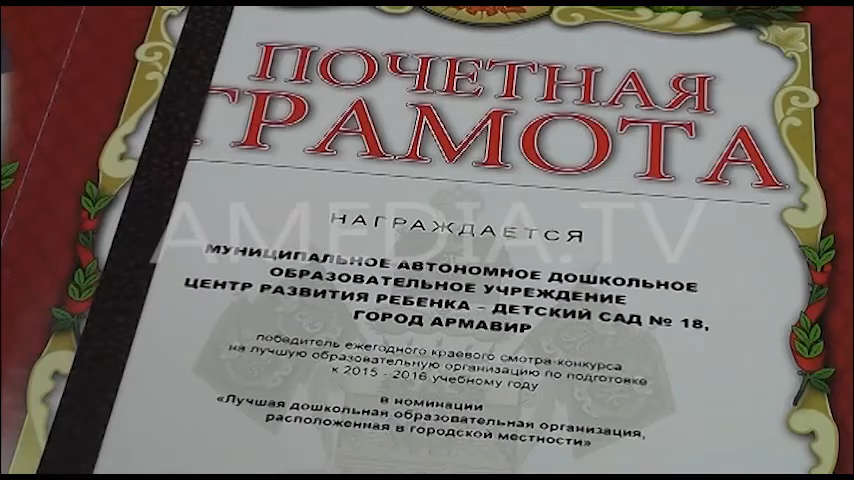 ПОЧЕТНАЯ
ГРАМОТА
НАГРАЖДАЕТСЯ
AMEDIA.TV
МУНИЦИПАЛЬНОЕ АВТОНОМНОЕ ДОШКОЛЬНОЕ
ОБРАЗОВАТЕЛЬНОЕ УЧРЕЖДЕНИЕ
ЦЕНТР РАЗВИТИЯ РЕБЕНКА - ДЕТСКИЙ САД № 18,
ГОРОД АРМАВИР
победитель ежегодного краевого смотра-конкурса
на лучшую образовательную организацию по подготовке
к 2015 - 2016 учебному году
в номинации
«Лучшая дошкольная образовательная организация,
расположенная в городской местности»